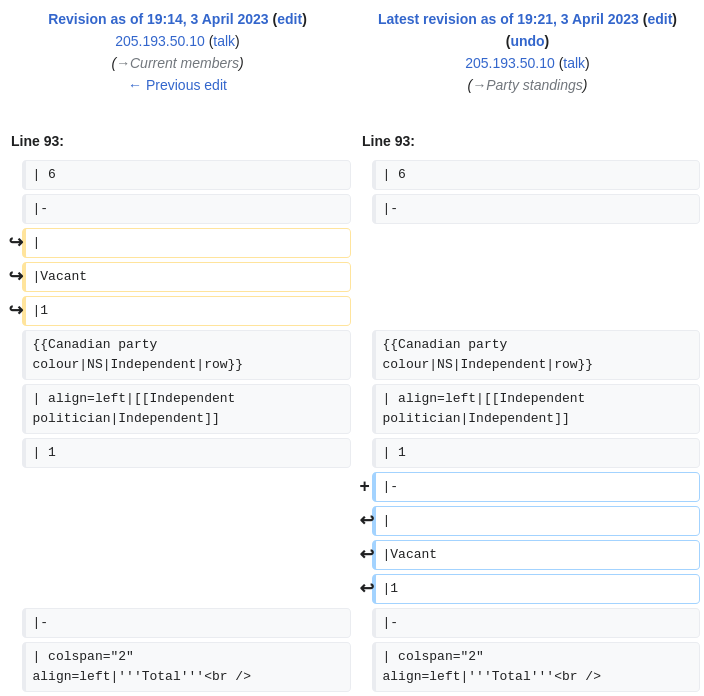 Revision as of 19:14, 3 April 2023 (edit)
205.193.50.10 (talk)
(→Current members)
← Previous edit
Latest revision as of 19:21, 3 April 2023 (edit)
(undo)
205.193.50.10 (talk)
(→Party standings)
Line 93:
Line 93:
| 6
| 6
|-
|-
↪ |
↪ |Vacant
↪ |1
{{Canadian party
colour|NS|Independent|row}}
{{Canadian party
colour|NS|Independent|row}}
| align=left|[[Independent
politician|Independent]]
| align=left|[[Independent
politician|Independent]]
| 1
| 1
+ |-
↩ |
↩ |Vacant
↩ |1
|-
|-
| colspan="2"
align=left|'''Total'''<br />
| colspan="2"
align=left|'''Total'''<br />